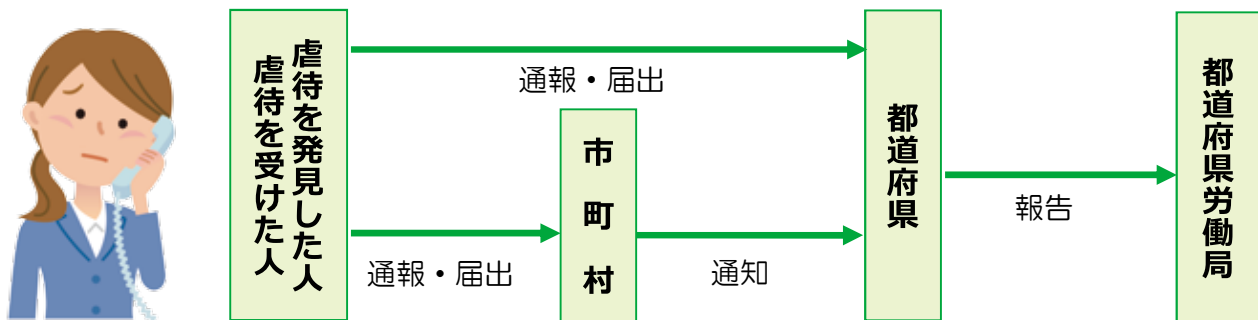 虐待を発見した人
虐待を受けた人
通報・届出
通報・届出
市町村
通知
都道府県
報告
都道府県労働局